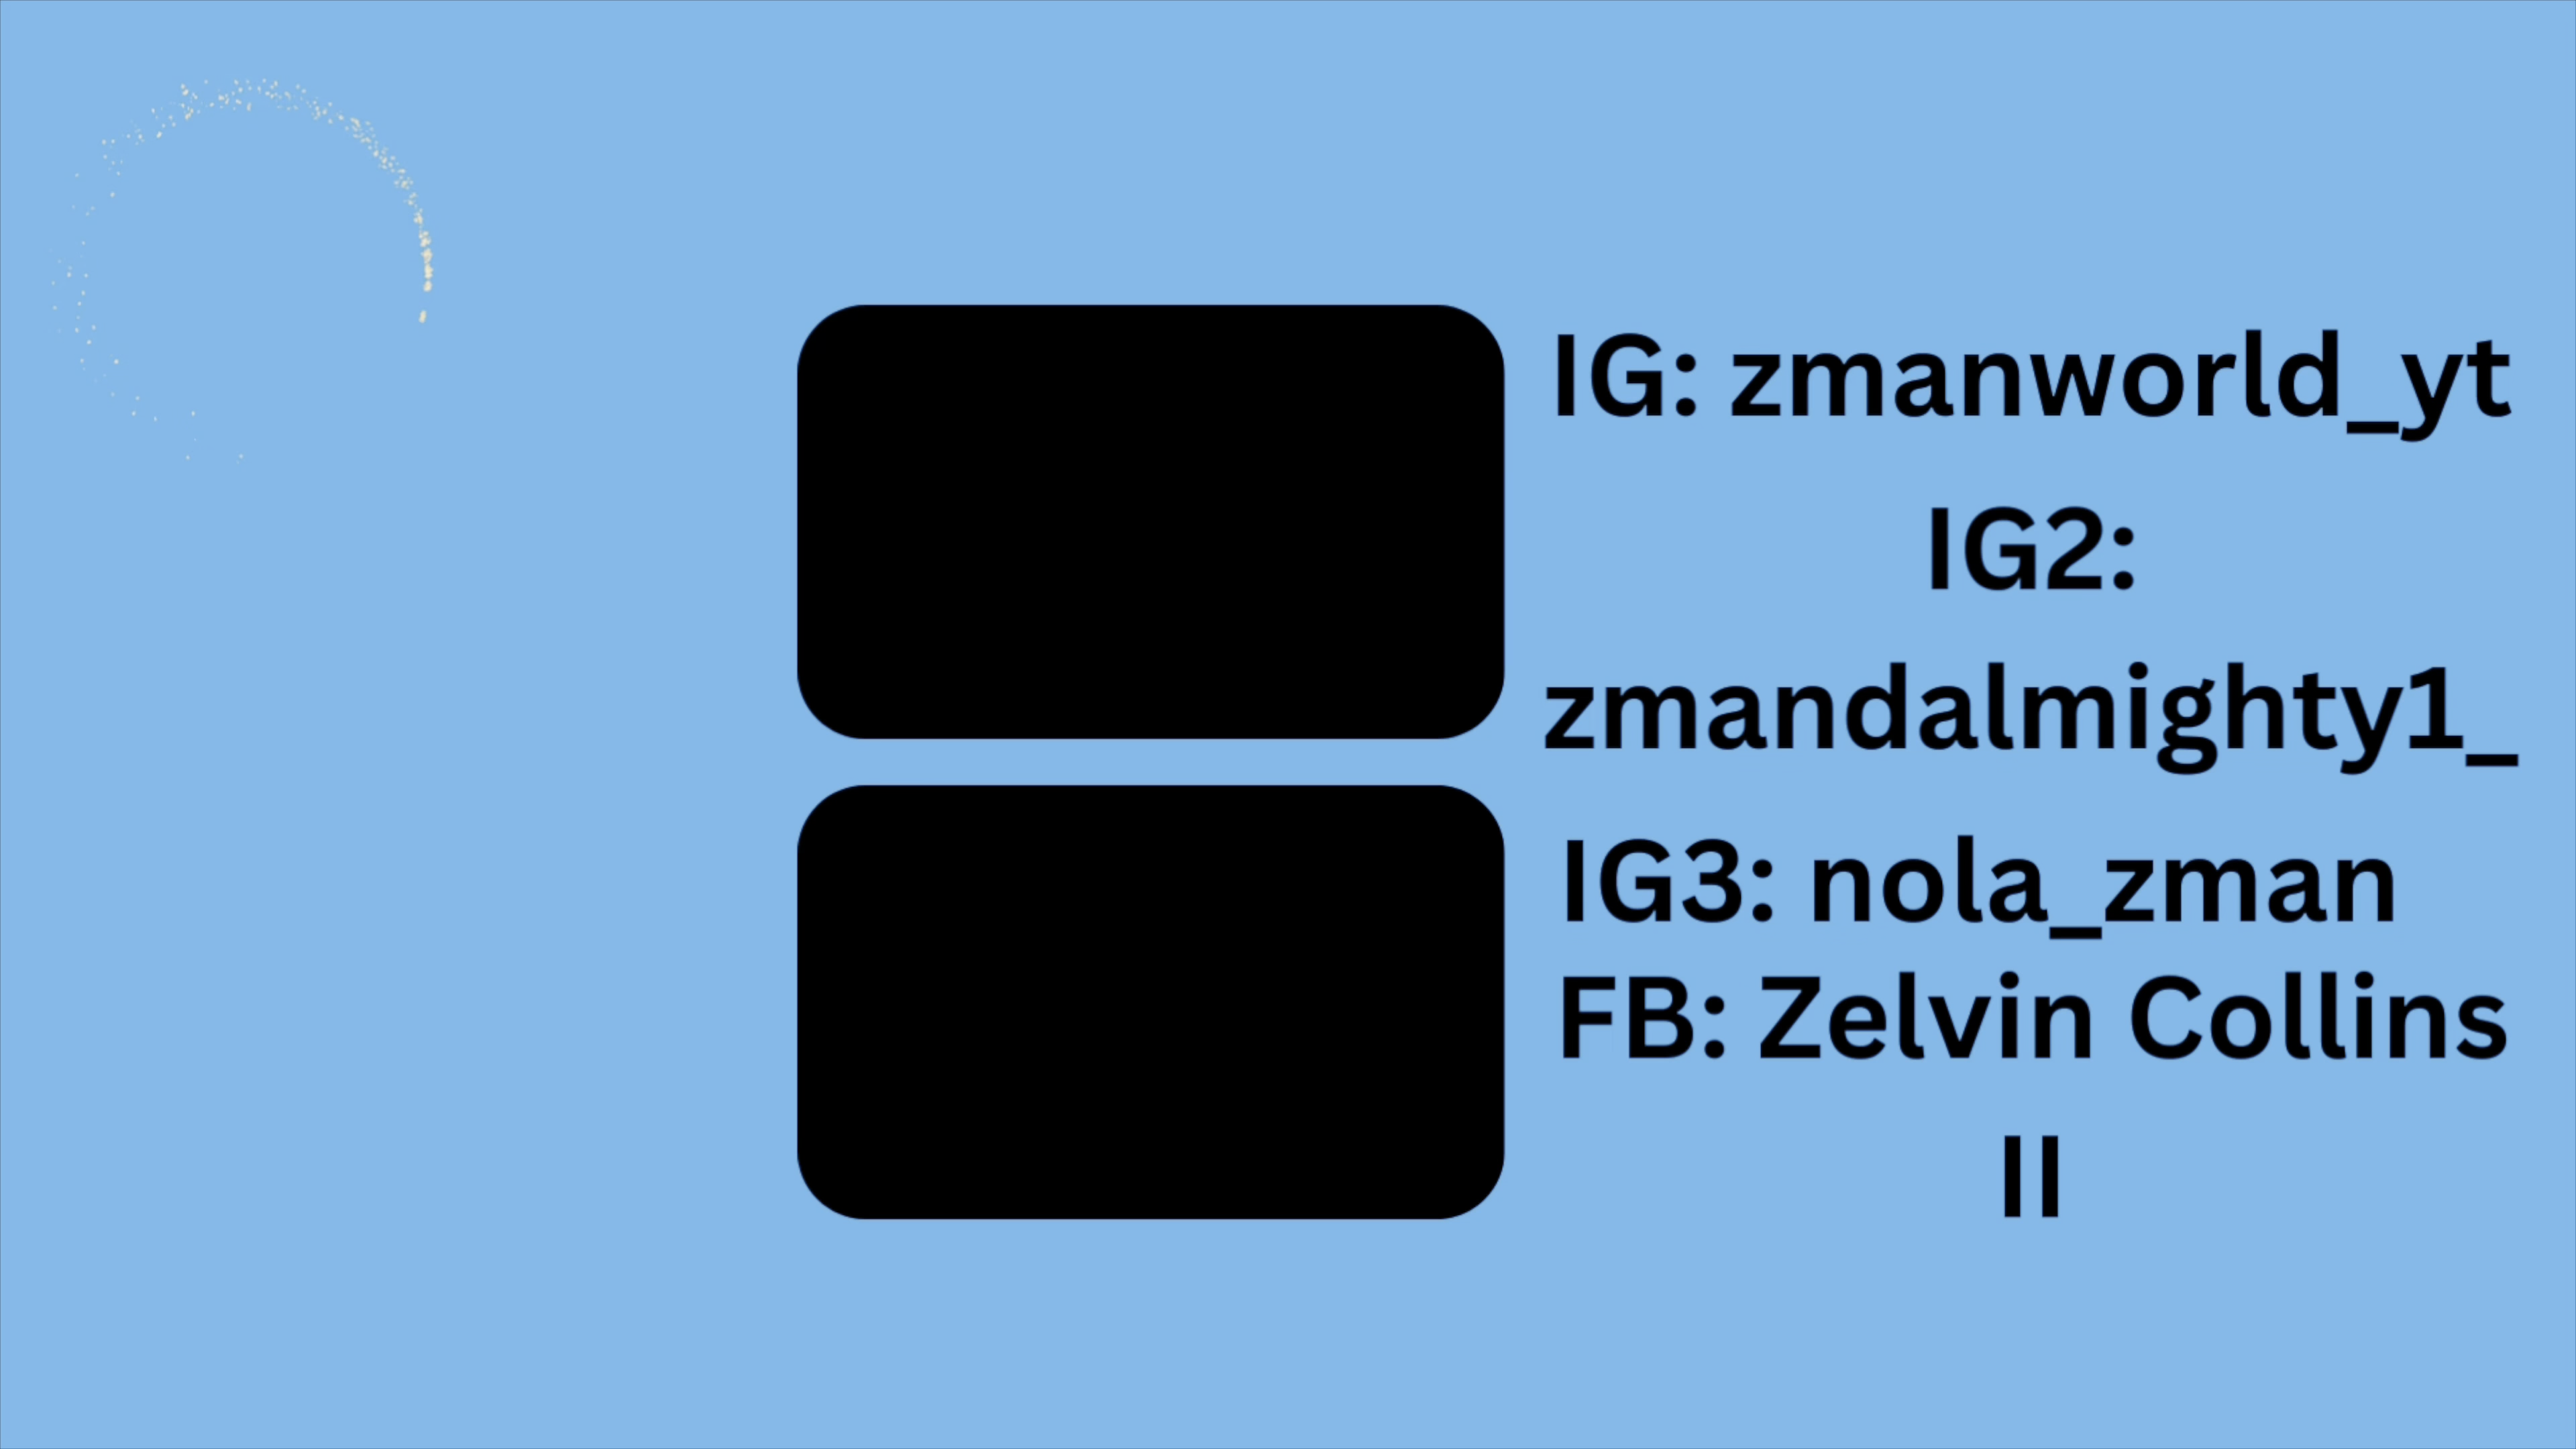 IG: zmanworld_yt
IG2:
zmandalmighty1_
IG3: nola_zman
FB: Zelvin Collins
II